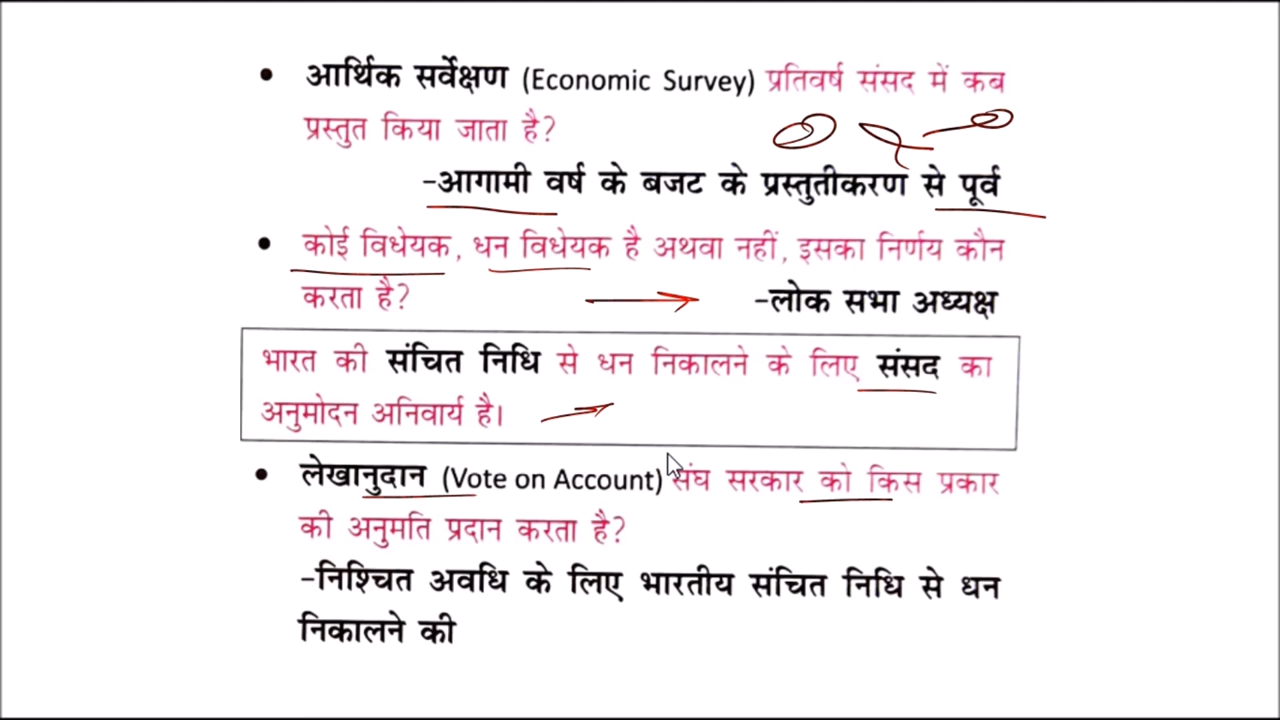 • आर्थिक सर्वेक्षण (Economic Survey) प्रतिवर्ष संसद में कब
प्रस्तुत किया जाता है?
-आगामी वर्ष के बजट के प्रस्तुतीकरण से पूर्व
• कोई विधेयक, धन विधेयक है अथवा नहीं, इसका निर्णय कौन
करता है?
-लोक सभा अध्यक्ष
भारत की संचित निधि से धन निकालने के लिए संसद का
अनुमोदन अनिवार्य है।
• लेखानुदान (Vote on Account) संघ सरकार को किस प्रकार
की अनुमति प्रदान करता है?
-निश्चित अवधि के लिए भारतीय संचित निधि से धन
निकालने की